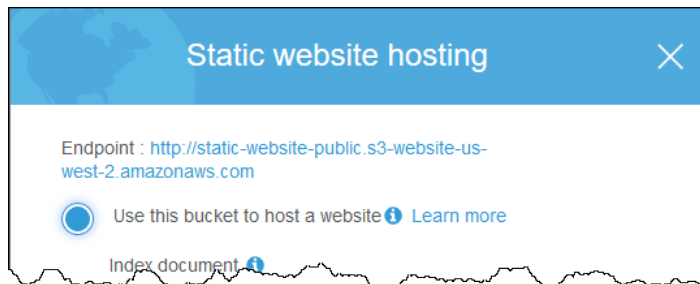 Static website hosting
Endpoint : http://static-website-public.s3-website-us-
west-2.amazonaws.com
Use this bucket to host a website Learn more
Index document